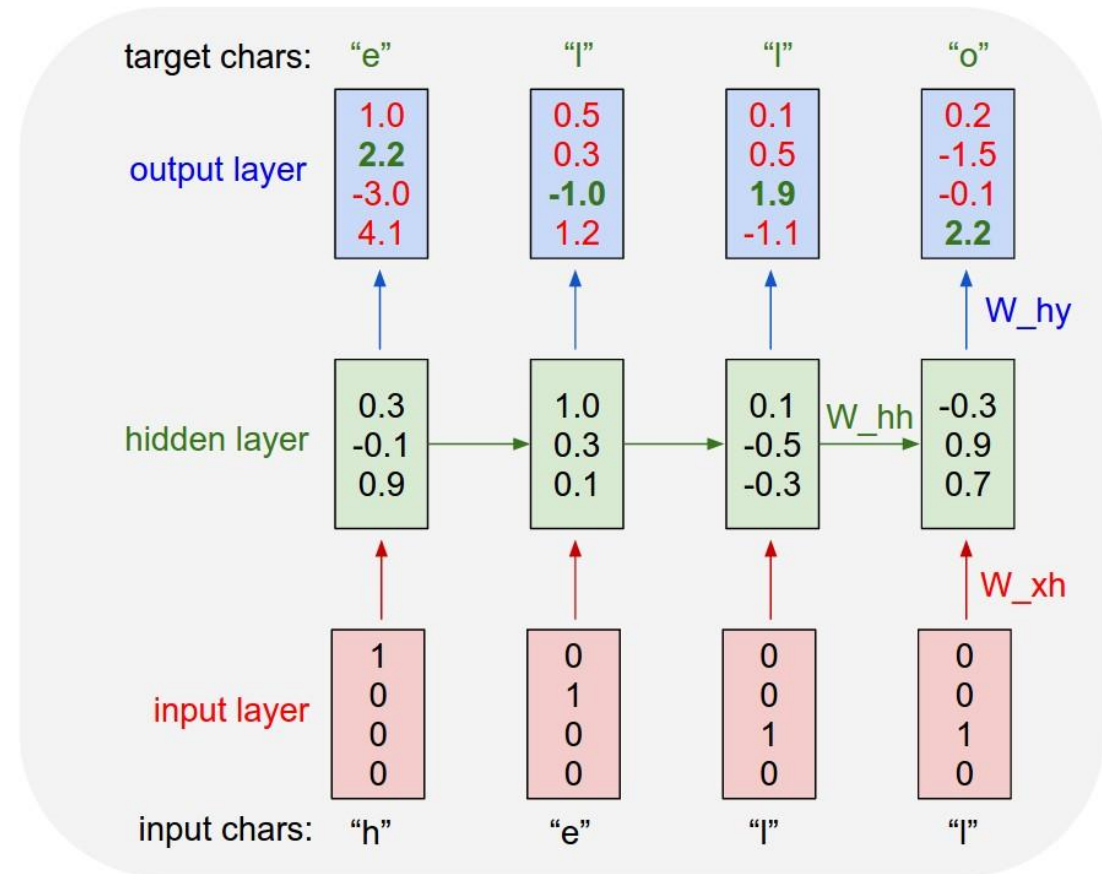 target chars: “e” “l” “l” “o”
1.0 0.5 0.1 0.2
2.2 0.3 0.5 -1.5
output layer
-3.0 -1.0 1.9 -0.1
4.1 1.2 -1.1 2.2
W_hy
0.3 1.0 0.1 -0.3
W_hh
hidden layer -0.1 0.3 -0.5 0.9
0.9 0.1 -0.3 0.7
W_xh
1 0 0 0
0 1 0 0
input layer
0 0 1 1
0 0 0 0
input chars: “h” “e” “l” “l”